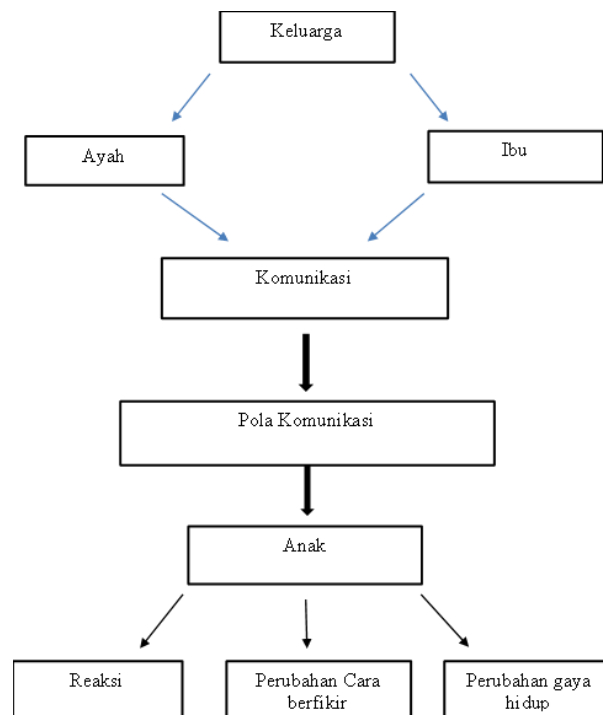 Keluarga
Ayah
Ibu
Komunikasi
Pola Komunikasi
Anak
Reaksi
Perubahan Cara
berfikir
Perubahan gaya
hidup